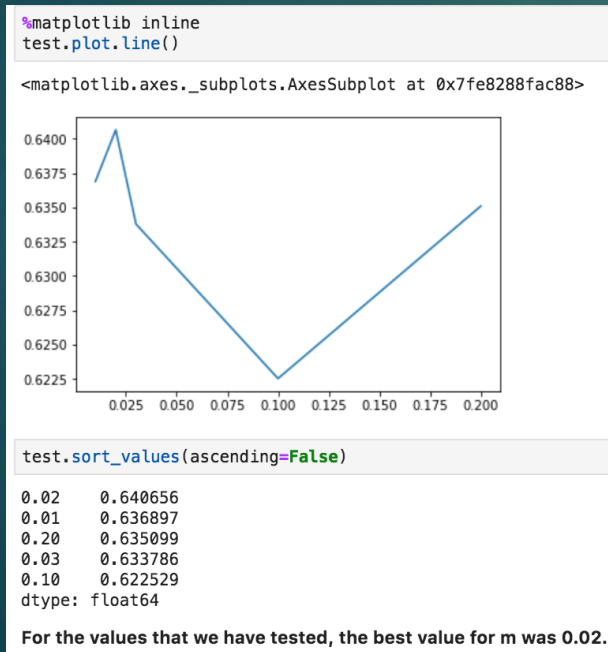 %matplotlib inline
test.plot.line()
<matplotlib.axes._subplots.AxesSubplot at 0x7fe8288fac88>
0.6400
0.6375
0.6350
0.6325
0.6300
0.6275
0.6250
0.6225
0.025 0.050 0.075 0.100 0.125 0.150 0.175 0.200
test.sort_values(ascending=False)
0.02    0.640656
0.01    0.636897
0.20    0.635099
0.03    0.633786
0.10    0.622529
dtype: float64
For the values that we have tested, the best value for m was 0.02.